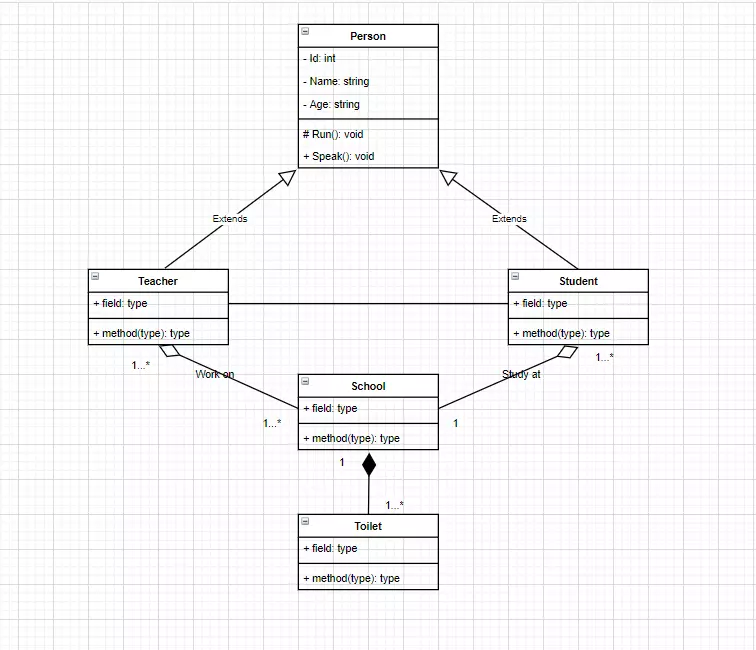 Person
- Id: int
- Name: string
- Age: string
# Run(): void
+ Speak(): void
Extends
Extends
Teacher
+ field: type
+ method(type): type
Student
+ field: type
+ method(type): type
1...*
Work on
1...*
1...*
Study at
1
School
+ field: type
+ method(type): type
1
1...*
Toilet
+ field: type
+ method(type): type